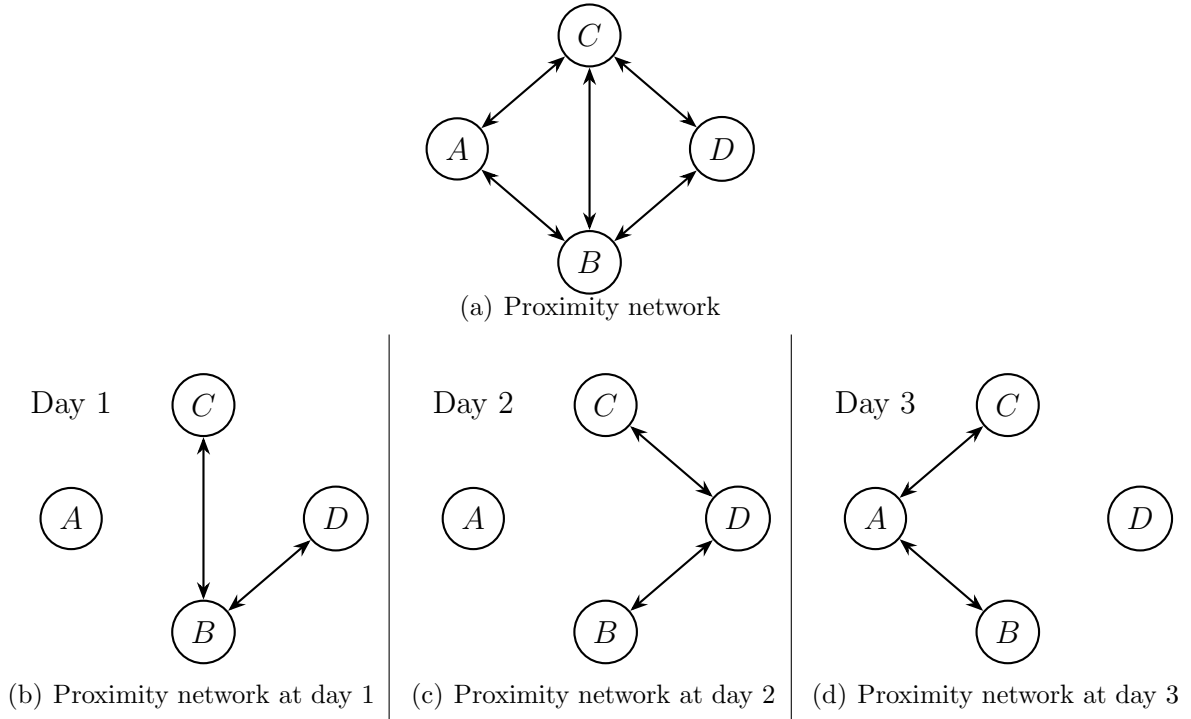 C
A
D
B
(a) Proximity network
Day 1
C
A
D
B
(b) Proximity network at day 1
Day 2
C
A
D
B
(c) Proximity network at day 2
Day 3
C
A
D
B
(d) Proximity network at day 3